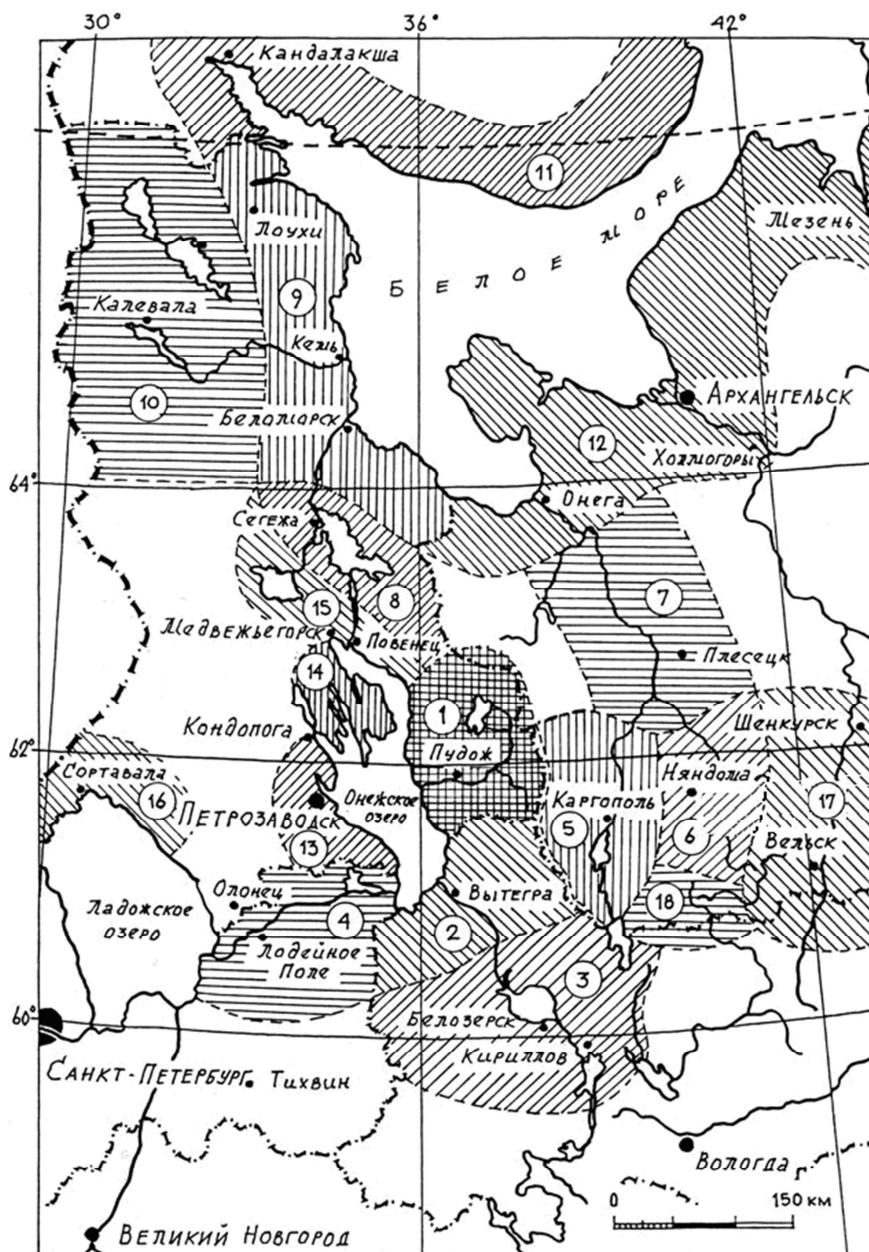 30° 36° 42°
Кандалакша
11
БЕЛОЕ МОРЕ
Мезень
Лоухи
9
Калевала
Кемь
10
Архангельск
Беломорск
12
Холмогоры
64°
Онега
Сегежа
7
15
8
Медвежьегорск
Повенец
Плесецк
14
1
Шенкурск
Кондопога
62°
Пудож
Няндома
Сортавала
16
Онежское
озеро
Каргополь
17
Петрозаводск
5
6
13
Вельск
Олонец
Вытегра
18
Ладожское
озеро
4
2
Лодейное
Поле
3
60°
Белозерск
Кириллов
Санкт-Петербург
Тихвин
Вологда
0 150 км
Великий Новгород